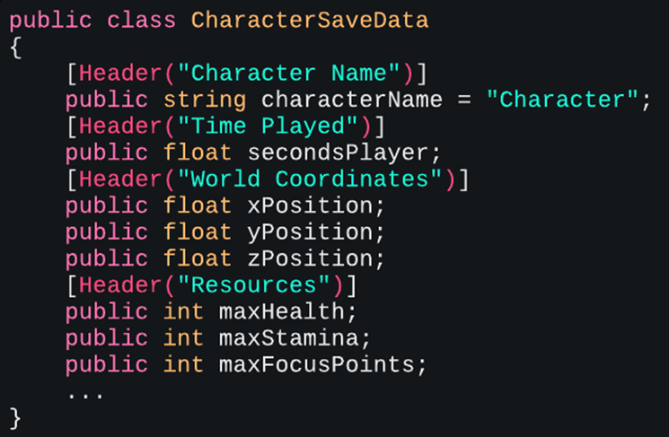 public class CharacterSaveData
{
    [Header("Character Name")]
    public string characterName = "Character";
    [Header("Time Played")]
    public float secondsPlayer;
    [Header("World Coordinates")]
    public float xPosition;
    public float yPosition;
    public float zPosition;
    [Header("Resources")]
    public int maxHealth;
    public int maxStamina;
    public int maxFocusPoints;
    ...
}